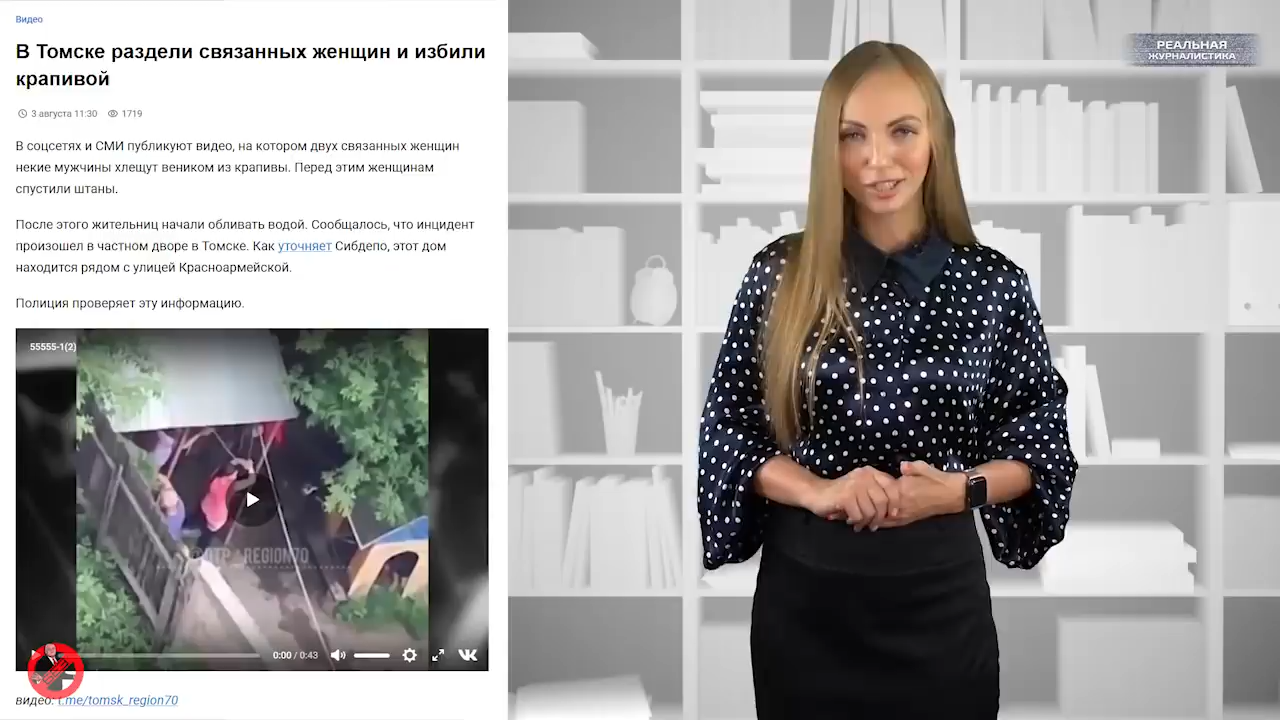 Видео
В Томске раздели связанных женщин и избили
крапивой
3 августа 11:30 1719
В соцсетях и СМИ публикуют видео, на котором двух связанных женщин
некие мужчины хлещут веником из крапивы. Перед этим женщинам
спустили штаны.
После этого жительниц начали обливать водой. Сообщалось, что инцидент
произошел в частном дворе в Томске. Как уточняет Сибдепо, этот дом
находится рядом с улицей Красноармейской.
Полиция проверяет эту информацию.
55555-1(2)
REGION70
0:00 / 0:43
видео: t.me/tomsk_region70
РЕАЛЬНАЯ
ЖУРНАЛИСТИКА